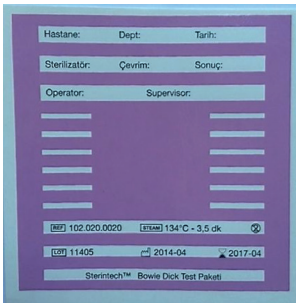 Hastane: Dept: Tarih:
Sterilizatör: Çevrim: Sonuç:
Operator: Supervisor:
REF 102.020.0020 STEAM 134°C - 3,5 dk
LOT 11405 2014-04 2017-04
Sterintech™ Bowie Dick Test Paketi